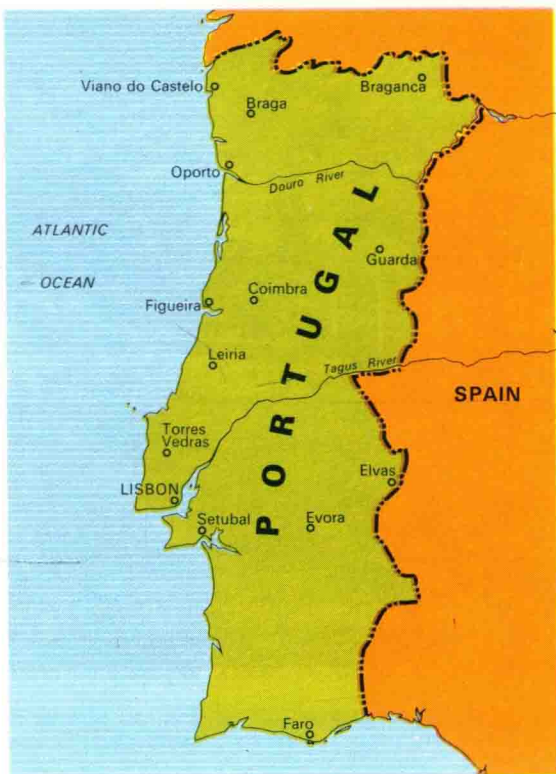 Viano do Castelo
Braganca
Braga
Oporto
Douro River
ATLANTIC
OCEAN
Guarda
PORTUGAL
Coimbra
Figueira
Leiria
Tagus River
SPAIN
Torres
Vedras
Elvas
LISBON
Setubal
Evora
Faro